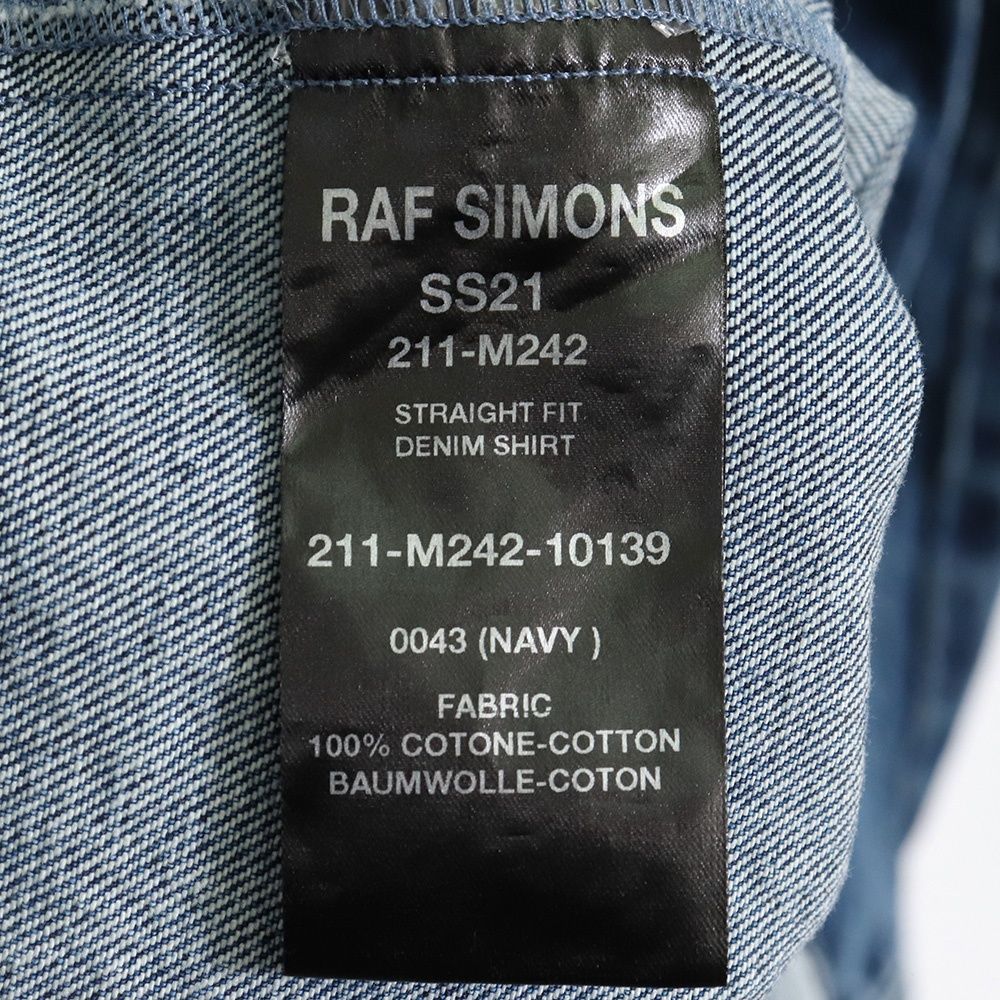 RAF SIMONS
SS21
211-M242
STRAIGHT FIT
DENIM SHIRT
211-M242-10139
0043 (NAVY )
FABRIC
100% COTONE-COTTON
BAUMWOLLE-COTON